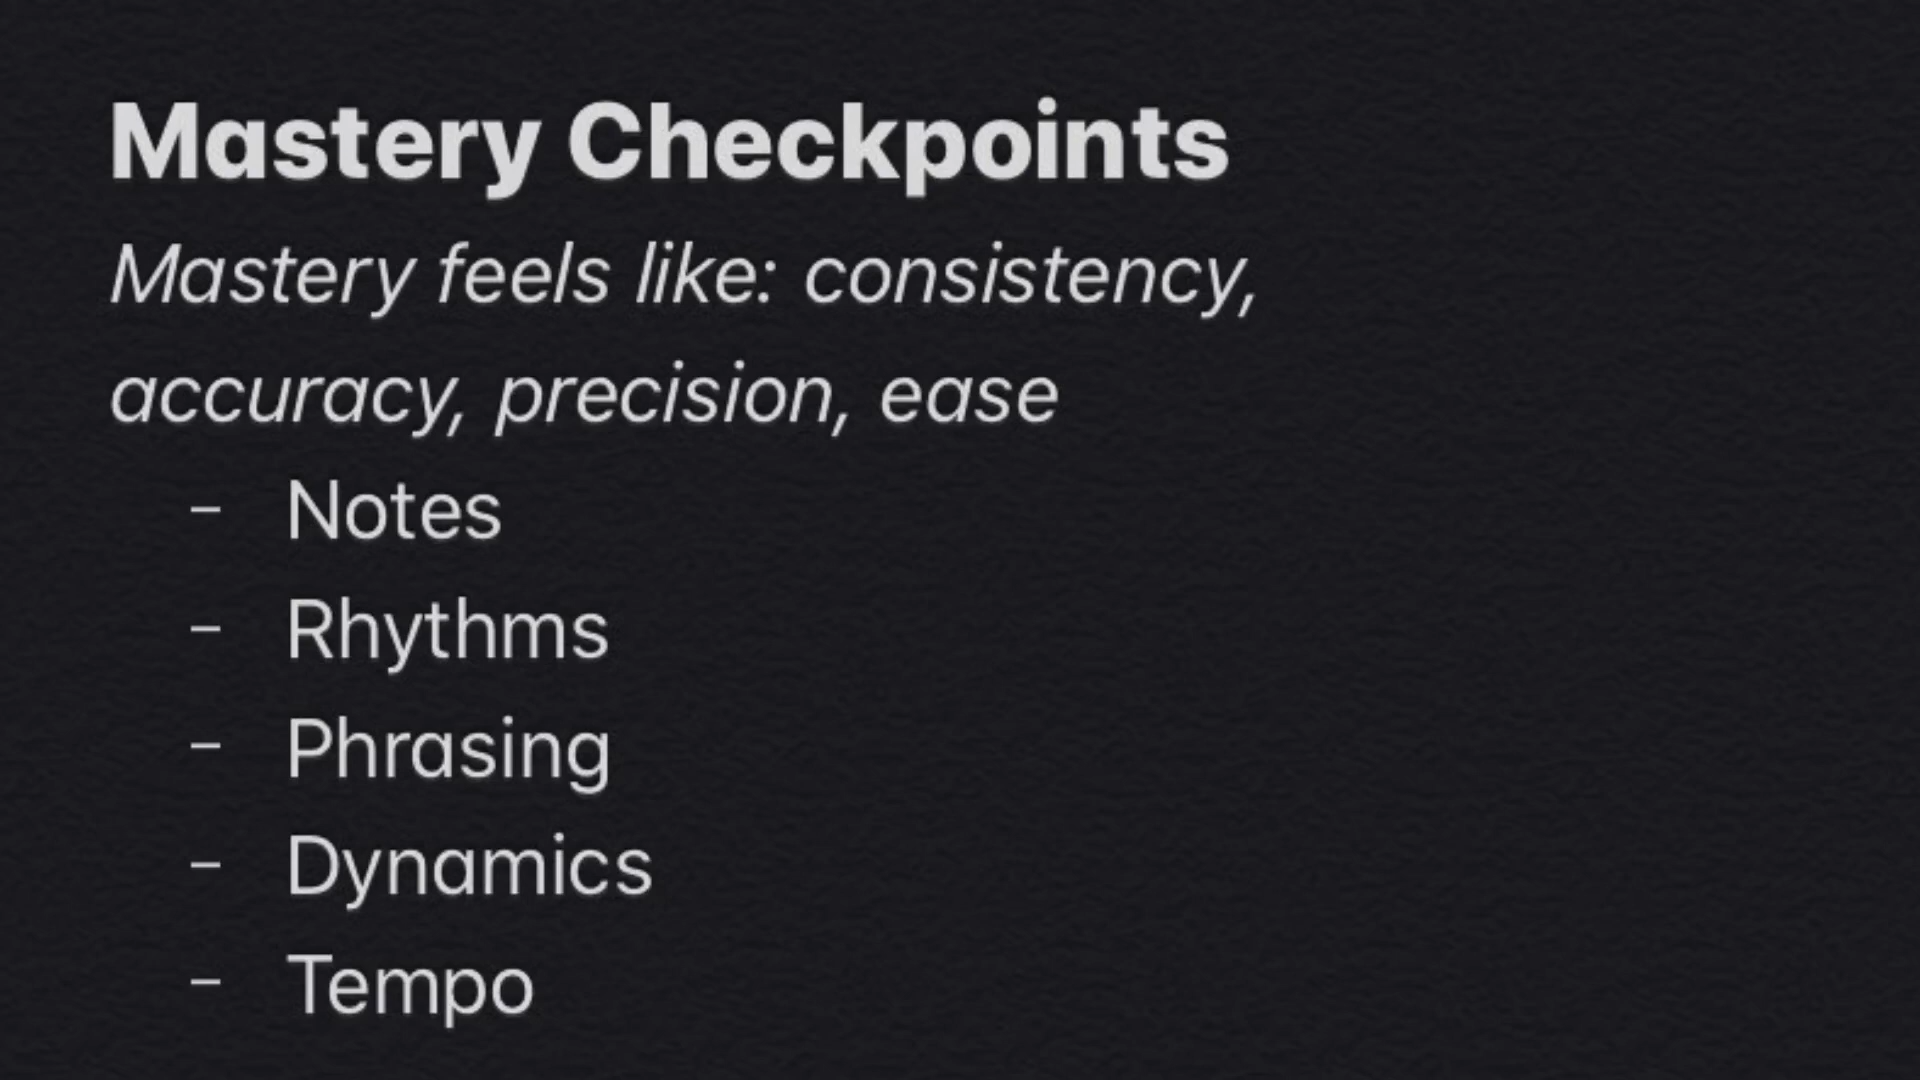 Mastery Checkpoints
Mastery feels like: consistency,
accuracy, precision, ease
– Notes
– Rhythms
– Phrasing
– Dynamics
– Tempo